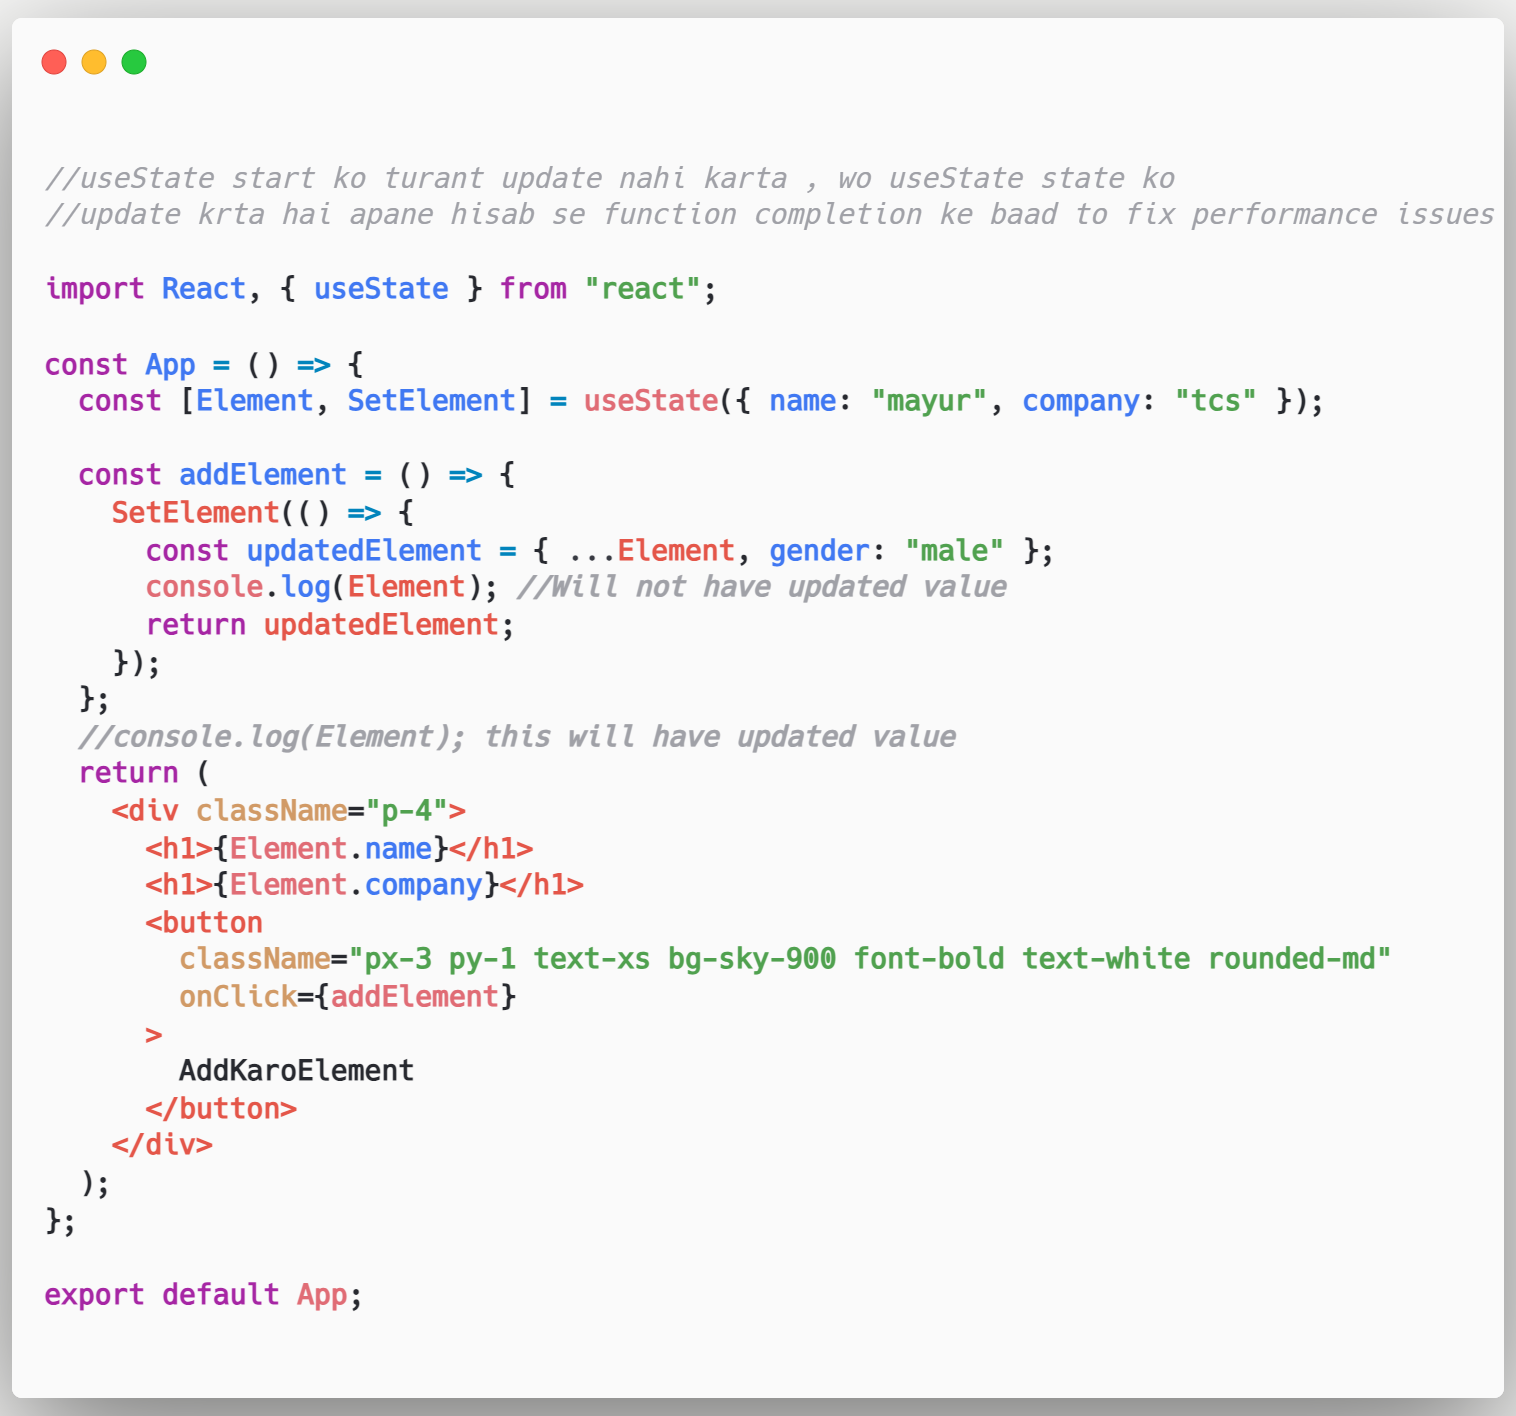 //useState start ko turant update nahi karta , wo useState state ko
//update krta hai apane hisab se function completion ke baad to fix performance issues
import React, { useState } from "react";
const App = () => {
  const [Element, SetElement] = useState({ name: "mayur", company: "tcs" });
  const addElement = () => {
    SetElement(() => {
      const updatedElement = { ...Element, gender: "male" };
      console.log(Element); //Will not have updated value
      return updatedElement;
    });
  };
  //console.log(Element); this will have updated value
  return (
    <div className="p-4">
      <h1>{Element.name}</h1>
      <h1>{Element.company}</h1>
      <button
        className="px-3 py-1 text-xs bg-sky-900 font-bold text-white rounded-md"
        onClick={addElement}
      >
        AddKaroElement
      </button>
    </div>
  );
};
export default App;